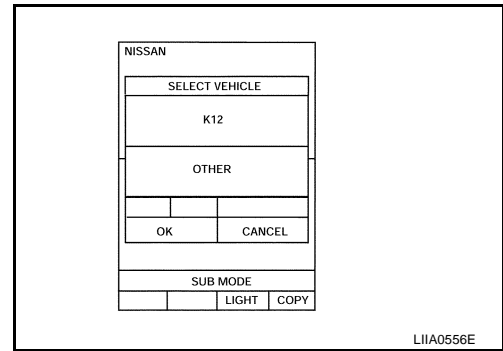 NISSAN
SELECT VEHICLE
K12
OTHER
OK CANCEL
SUB MODE
LIGHT COPY
LIIA0556E